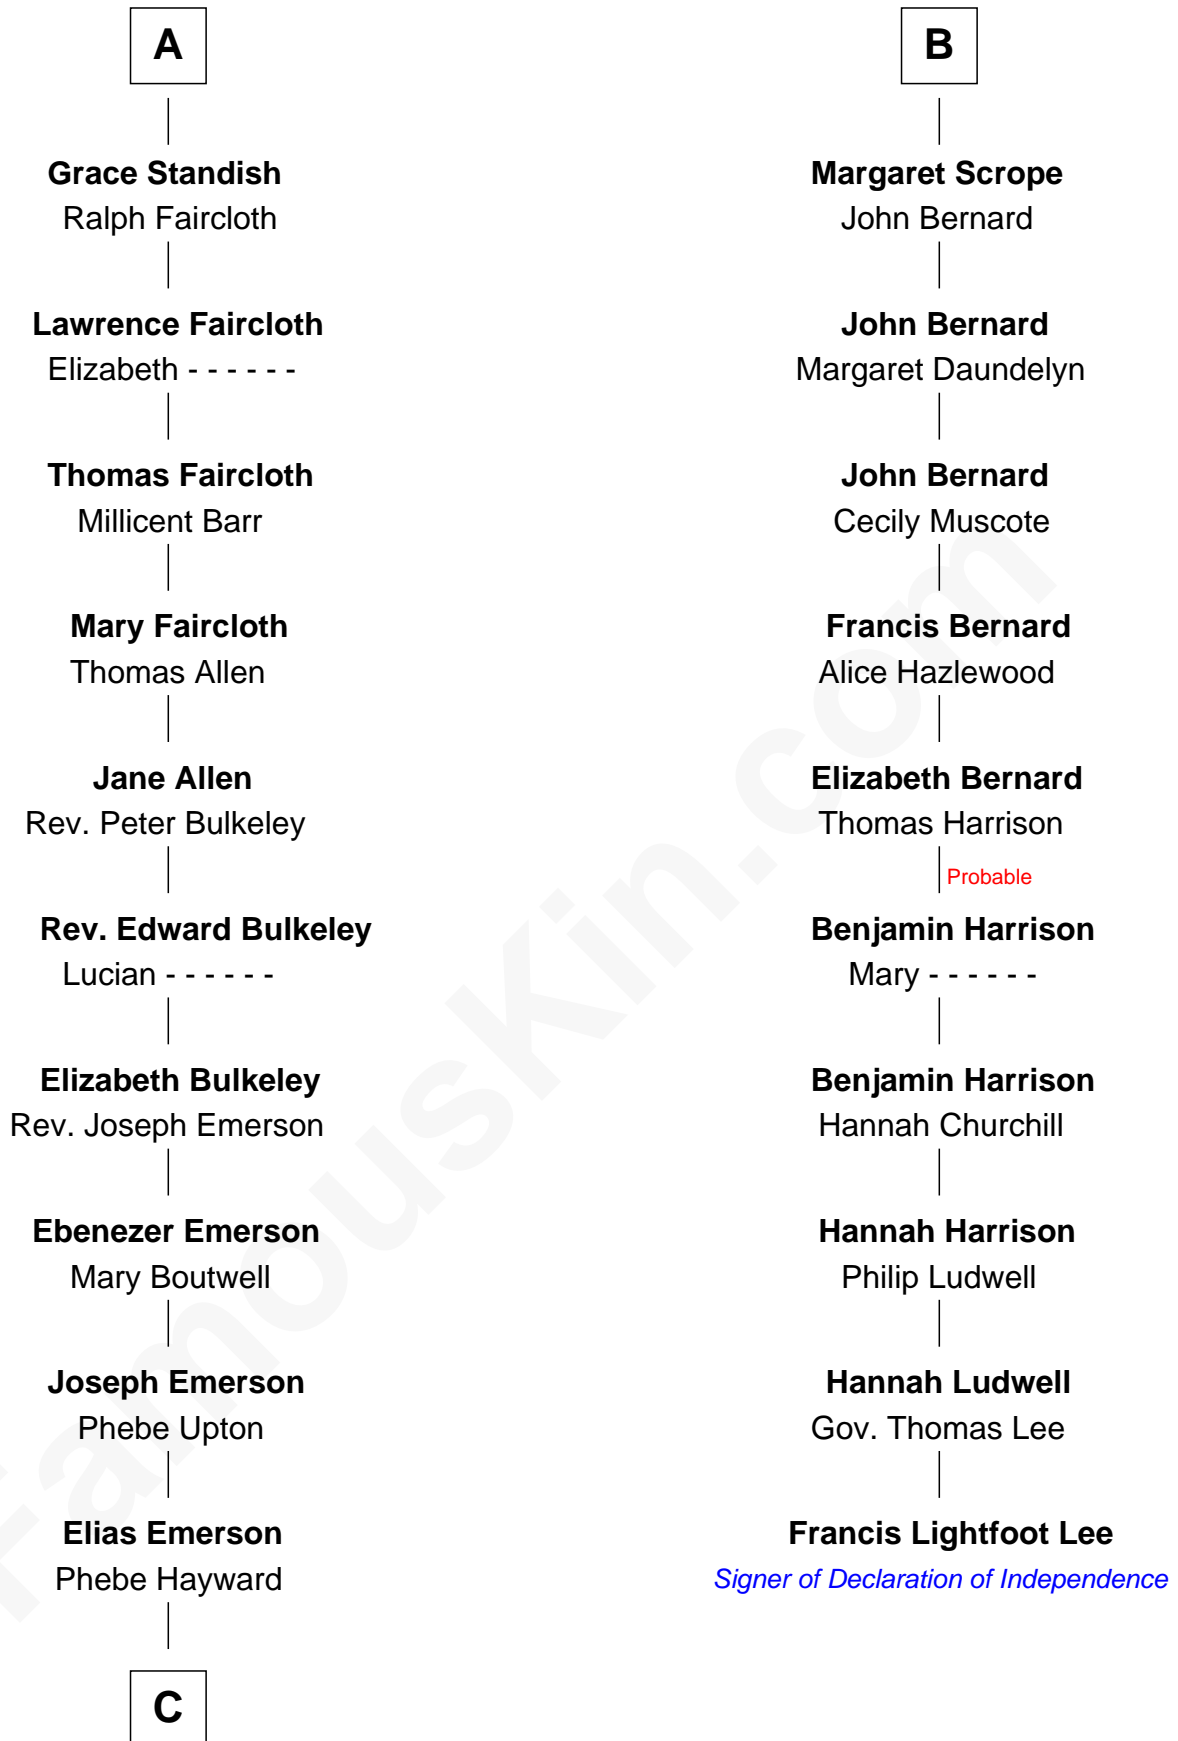 A
Grace Standish
Ralph Faircloth
Lawrence Faircloth
Elizabeth - - - - - -
Thomas Faircloth
Millicent Barr
Mary Faircloth
Thomas Allen
Jane Allen
Rev. Peter Bulkeley
Rev. Edward Bulkeley
Lucian - - - - - -
Elizabeth Bulkeley
Rev. Joseph Emerson
Ebenezer Emerson
Mary Boutwell
Joseph Emerson
Phebe Upton
Elias Emerson
Phebe Hayward
C
B
Margaret Scrope
John Bernard
John Bernard
Margaret Daundelyn
John Bernard
Cecily Muscote
Francis Bernard
Alice Hazlewood
Elizabeth Bernard
Thomas Harrison
Probable
Benjamin Harrison
Mary - - - - - -
Benjamin Harrison
Hannah Churchill
Hannah Harrison
Philip Ludwell
Hannah Ludwell
Gov. Thomas Lee
Francis Lightfoot Lee
Signer of Declaration of Independence
FamousKin.com